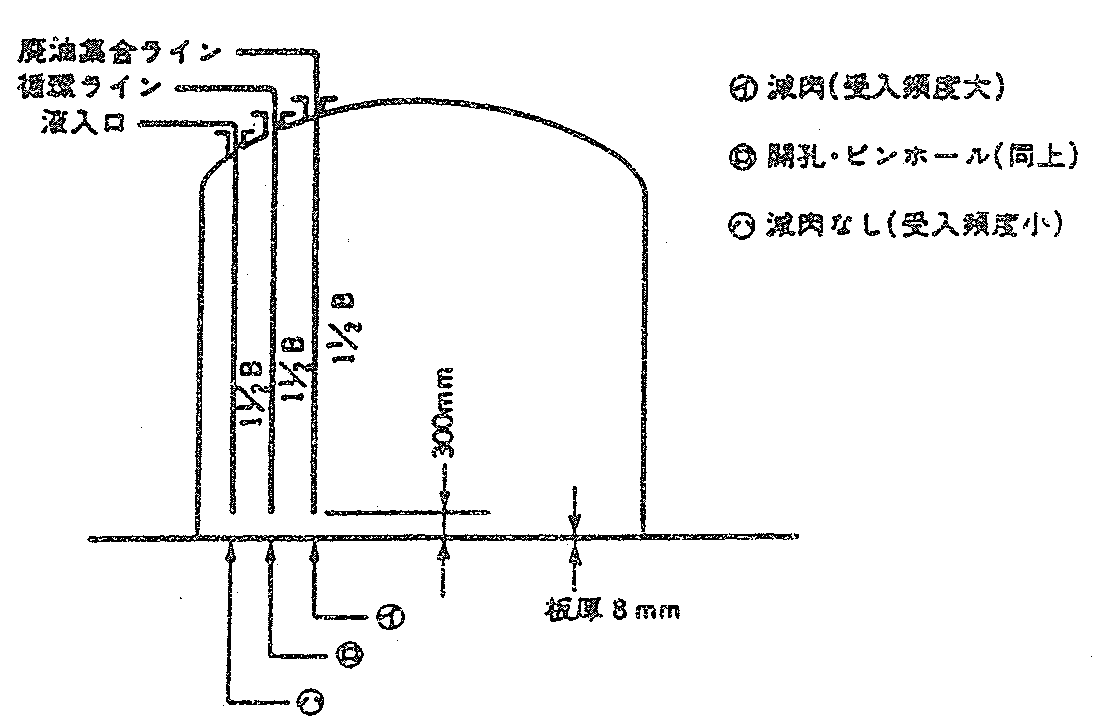 廃油集合ライン
循環ライン
液入口
㋑ 減肉(受入頻度大)
㋺ 開孔・ピンホール(同上)
㋩ 減肉なし(受入頻度小)
1½B
1½B
1½B
300mm
板厚 8mm
㋑
㋺
㋩